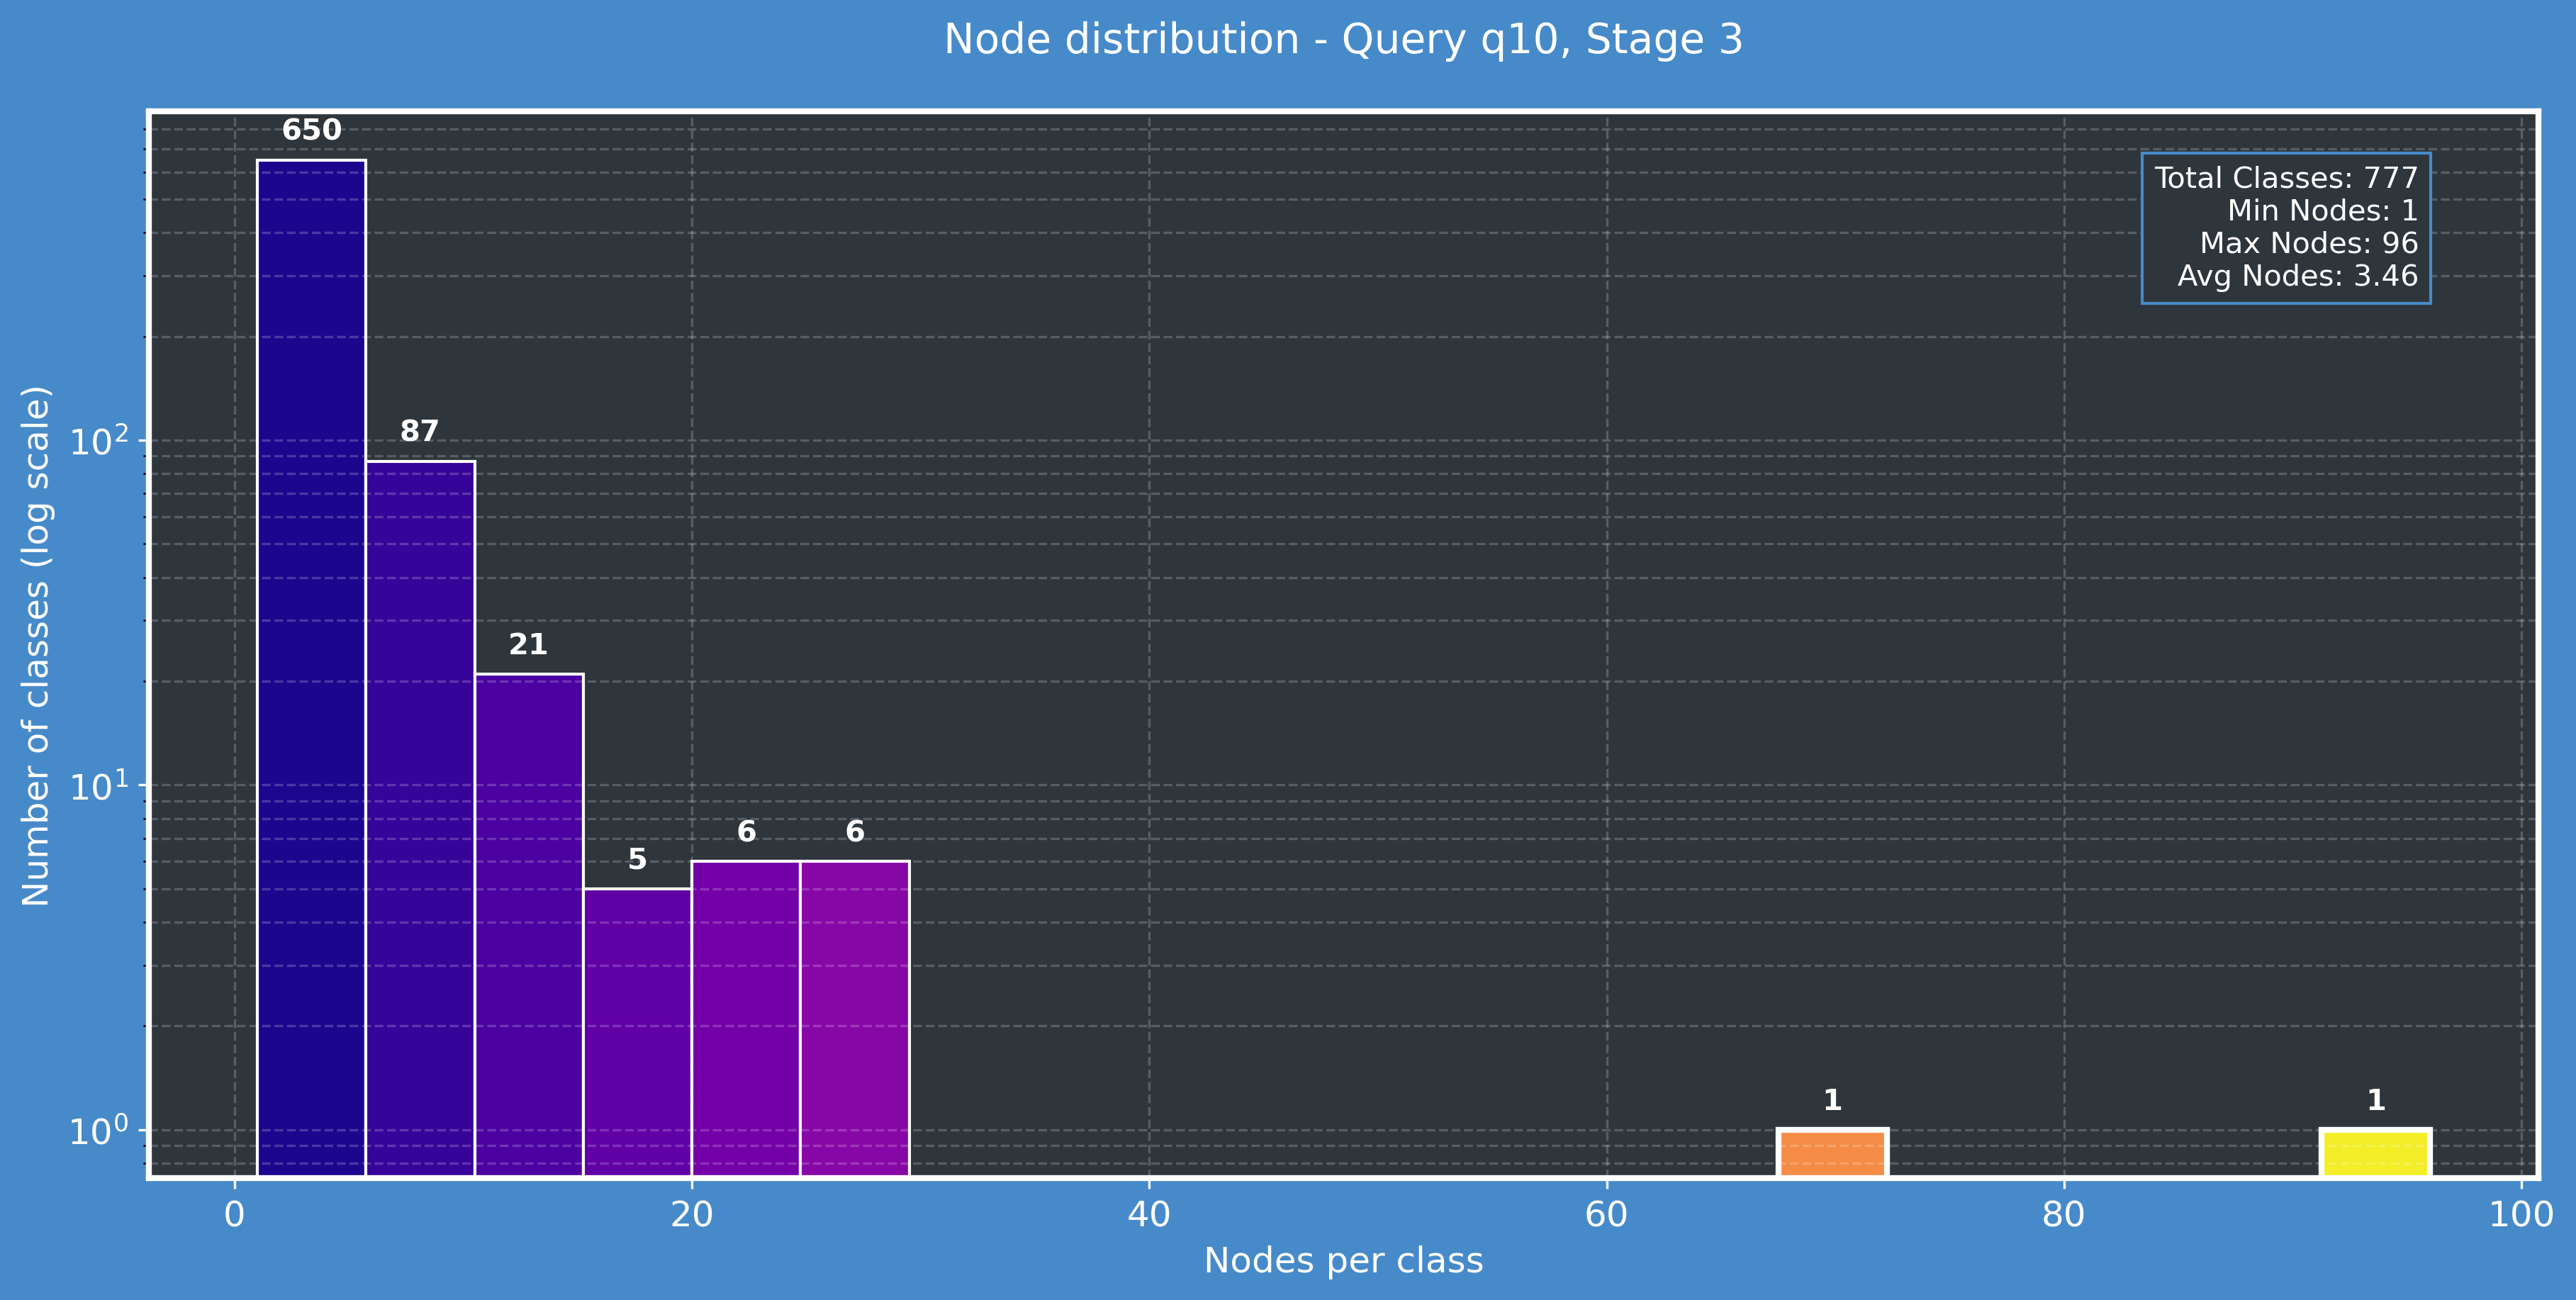 Node distribution - Query q10, Stage 3
650
Total Classes: 777
Min Nodes: 1
Max Nodes: 96
Avg Nodes: 3.46
87
21
6
6
5
1
1
Number of classes (log scale)
10²
10¹
10⁰
0 20 40 60 80 100
Nodes per class